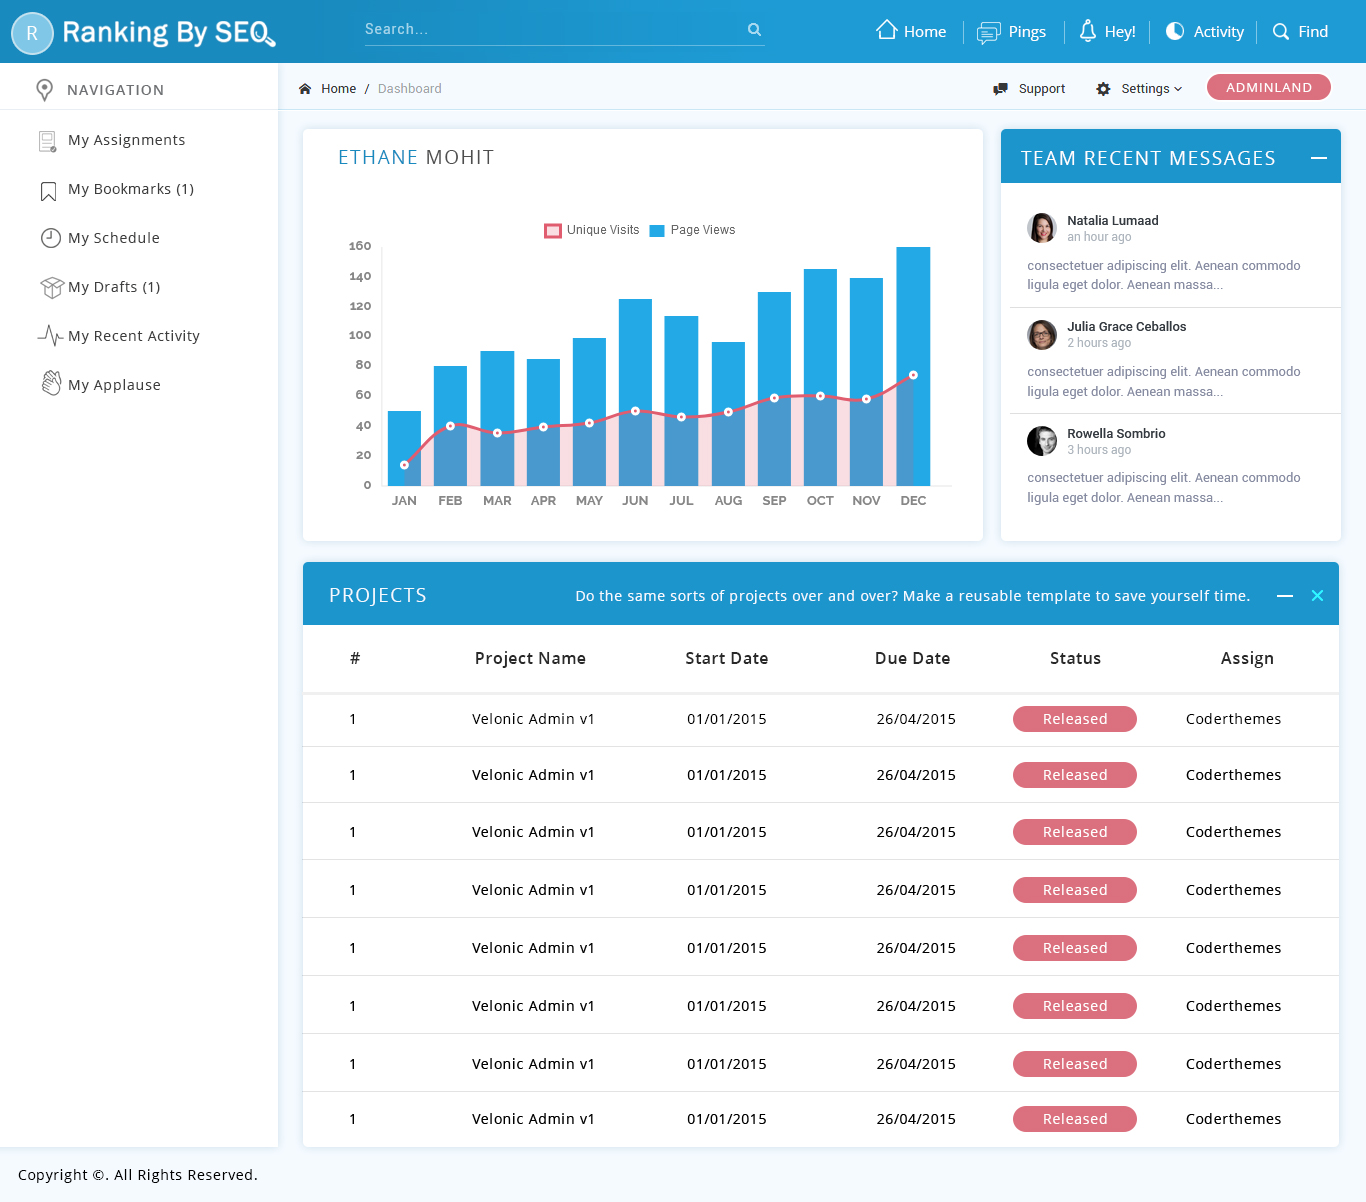 R Ranking By SEO
Search...
Home
Pings
Hey!
Activity
Find
NAVIGATION
My Assignments
My Bookmarks (1)
My Schedule
My Drafts (1)
My Recent Activity
My Applause
Home / Dashboard
Support
Settings
ADMINLAND
ETHANE MOHIT
Unique Visits
Page Views
160
140
120
100
80
60
40
20
0
JAN FEB MAR APR MAY JUN JUL AUG SEP OCT NOV DEC
TEAM RECENT MESSAGES
Natalia Lumaad
an hour ago
consectetuer adipiscing elit. Aenean commodo
ligula eget dolor. Aenean massa...
Julia Grace Ceballos
2 hours ago
consectetuer adipiscing elit. Aenean commodo
ligula eget dolor. Aenean massa...
Rowella Sombrio
3 hours ago
consectetuer adipiscing elit. Aenean commodo
ligula eget dolor. Aenean massa...
PROJECTS
Do the same sorts of projects over and over? Make a reusable template to save yourself time.
# Project Name Start Date Due Date Status Assign
1 Velonic Admin v1 01/01/2015 26/04/2015 Released Coderthemes
1 Velonic Admin v1 01/01/2015 26/04/2015 Released Coderthemes
1 Velonic Admin v1 01/01/2015 26/04/2015 Released Coderthemes
1 Velonic Admin v1 01/01/2015 26/04/2015 Released Coderthemes
1 Velonic Admin v1 01/01/2015 26/04/2015 Released Coderthemes
1 Velonic Admin v1 01/01/2015 26/04/2015 Released Coderthemes
1 Velonic Admin v1 01/01/2015 26/04/2015 Released Coderthemes
1 Velonic Admin v1 01/01/2015 26/04/2015 Released Coderthemes
Copyright ©. All Rights Reserved.